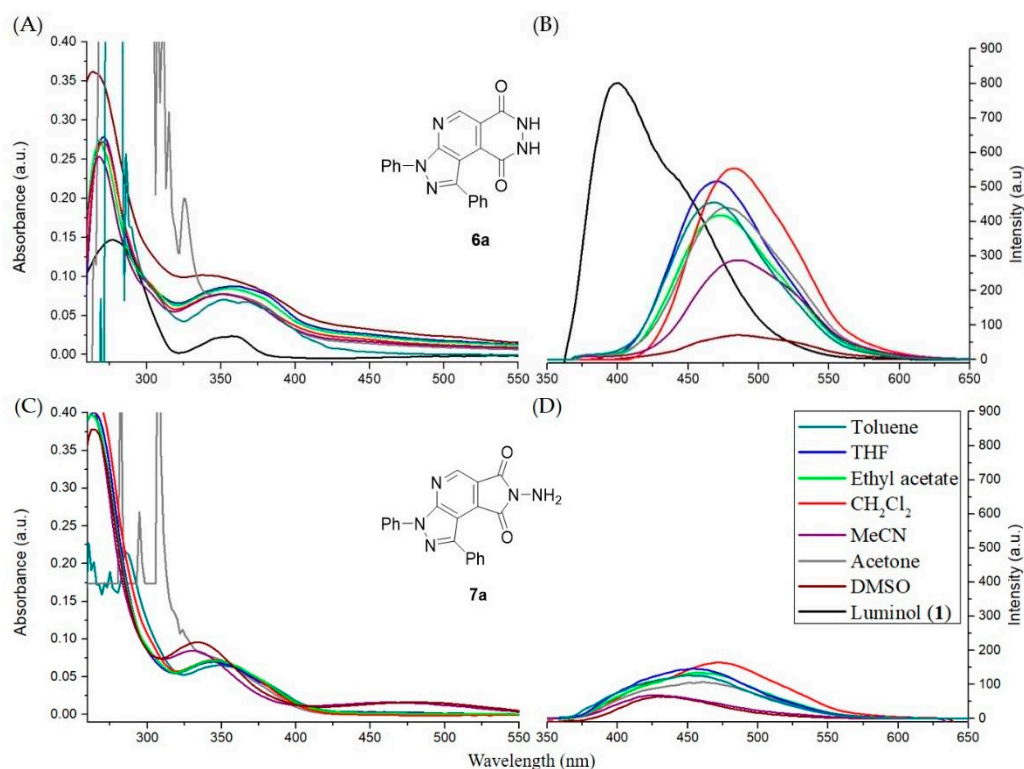 (A)
(B)
0.40
0.35
0.30
0.25
0.20
0.15
0.10
0.05
0.00
Absorbance (a.u.)
O
NH
NH
O
N
Ph-N
N
Ph
6a
300 350 400 450 500 550
900
800
700
600
500
400
300
200
100
0
Intensity (a.u)
350 400 450 500 550 600 650
(C)
(D)
0.40
0.35
0.30
0.25
0.20
0.15
0.10
0.05
0.00
Absorbance (a.u.)
O
N
N-NH2
O
Ph-N
N
Ph
7a
300 350 400 450 500 550
Toluene
THF
Ethyl acetate
CH2Cl2
MeCN
Acetone
DMSO
Luminol (1)
900
800
700
600
500
400
300
200
100
0
Intensity (a.u.)
350 400 450 500 550 600 650
Wavelength (nm)